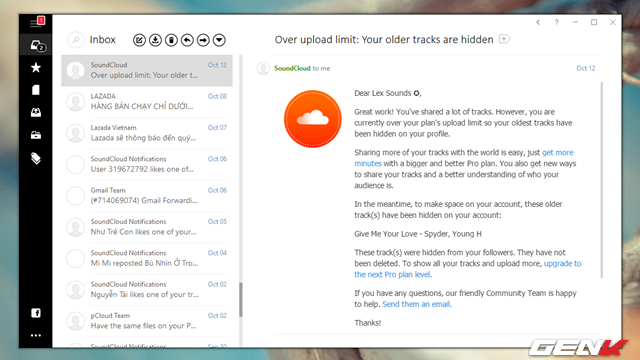 1
2
Inbox
SoundCloud Oct 12
Over upload limit: Your older t...
LAZADA Oct 08
HÀNG BÁN CHẠY CHỈ DƯỚI...
Lazada Vietnam Oct 07
Lazada sẽ thông báo đến quý...
SoundCloud Notifications Oct 06
User 319672792 likes one of...
Gmail Team Oct 06
(#714069074) Gmail Forwardi...
SoundCloud Notifications Oct 05
Như Trẻ Con likes one of your...
SoundCloud Notifications Oct 04
Mi Mi reposted Bù Nhìn Ở Tro...
SoundCloud Notifications Oct 02
Nguyễn Tài likes one of your tr...
pCloud Team Oct 02
Have the same files on your P...
SoundCloud Notifications Sep 30
Over upload limit: Your older tracks are hidden
SoundCloud to me Oct 12
Dear Lex Sounds ✪,
Great work! You've shared a lot of tracks. However, you are
currently over your plan's upload limit so your oldest tracks have
been hidden on your profile.
Sharing more of your tracks with the world is easy, just get more
minutes with a bigger and better Pro plan. You also get new ways
to share your tracks and a better understanding of who your
audience is.
In the meantime, to make space on your account, these older
track(s) have been hidden on your account:
Give Me Your Love - Spyder, Young H
These track(s) were hidden from your followers. They have not
been deleted. To show all your tracks and upload more, upgrade to
the next Pro plan level.
If you have any questions, our friendly Community Team is happy
to help. Send them an email.
Thanks!
GENK